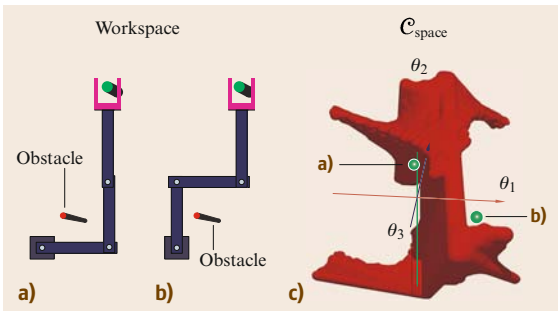 Workspace
𝒞space
Obstacle
Obstacle
a)
b)
θ2
a)
θ1
b)
θ3
c)